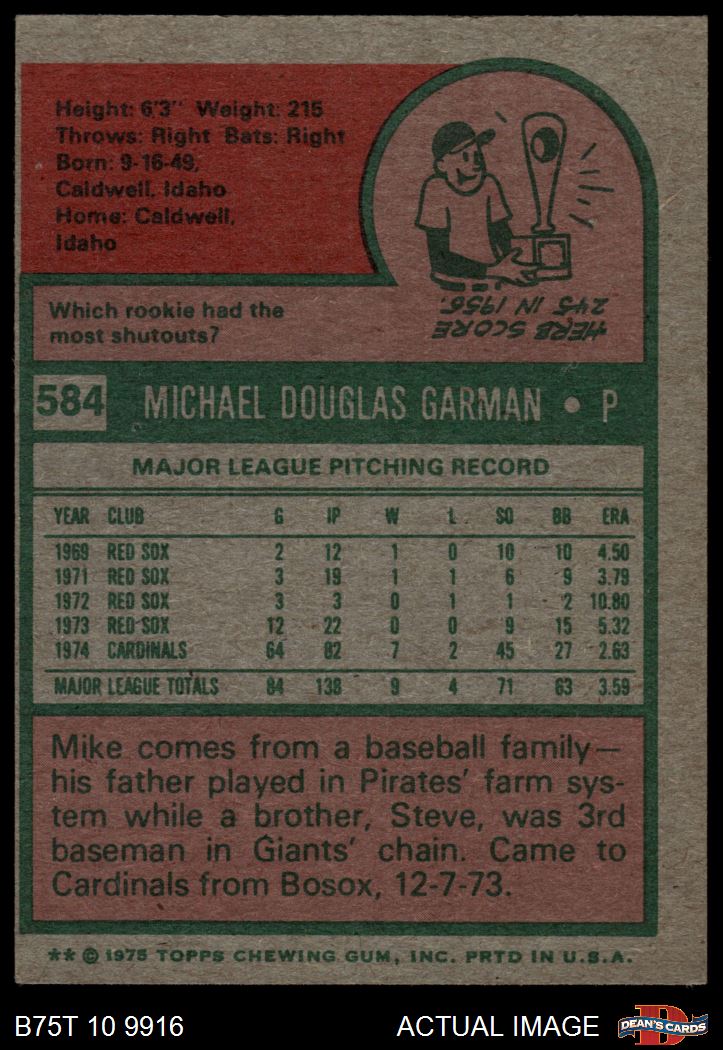 Height: 6'3" Weight: 215
Throws: Right Bats: Right
Born: 9-16-49,
Caldwell, Idaho
Home: Caldwell,
Idaho
Which rookie had the
most shutouts?
HERB SCORE
245 IN 1956.
584 MICHAEL DOUGLAS GARMAN • P
MAJOR LEAGUE PITCHING RECORD
YEAR CLUB G IP W L SO BB ERA
1969 RED SOX 2 12 1 0 10 10 4.50
1971 RED SOX 3 19 1 1 6 9 3.79
1972 RED SOX 3 3 0 1 1 2 10.80
1973 RED SOX 12 22 0 0 9 15 5.32
1974 CARDINALS 64 82 7 2 45 27 2.63
MAJOR LEAGUE TOTALS 84 138 9 4 71 63 3.59
Mike comes from a baseball family—
his father played in Pirates' farm sys-
tem while a brother, Steve, was 3rd
baseman in Giants' chain. Came to
Cardinals from Bosox, 12-7-73.
** © 1975 TOPPS CHEWING GUM, INC. PRTD IN U.S.A.
B75T 10 9916 ACTUAL IMAGE
DEAN'S CARDS